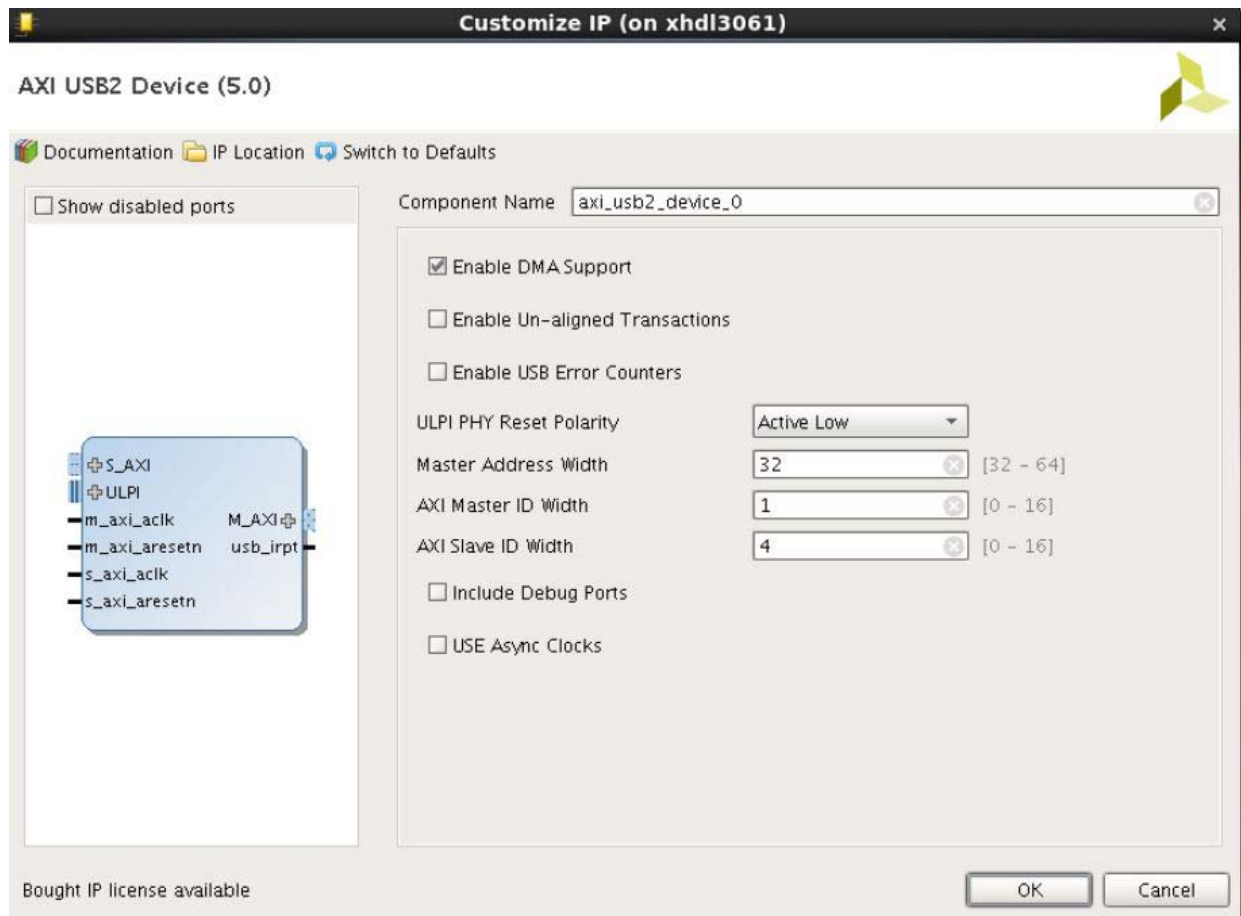 Customize IP (on xhdl3061)
AXI USB2 Device (5.0)
Documentation IP Location Switch to Defaults
Show disabled ports
Component Name axi_usb2_device_0
Enable DMA Support
Enable Un-aligned Transactions
Enable USB Error Counters
ULPI PHY Reset Polarity Active Low
Master Address Width 32 [32 - 64]
AXI Master ID Width 1 [0 - 16]
AXI Slave ID Width 4 [0 - 16]
Include Debug Ports
USE Async Clocks
S_AXI
ULPI
m_axi_aclk M_AXI
m_axi_aresetn usb_irpt
s_axi_aclk
s_axi_aresetn
Bought IP license available OK Cancel